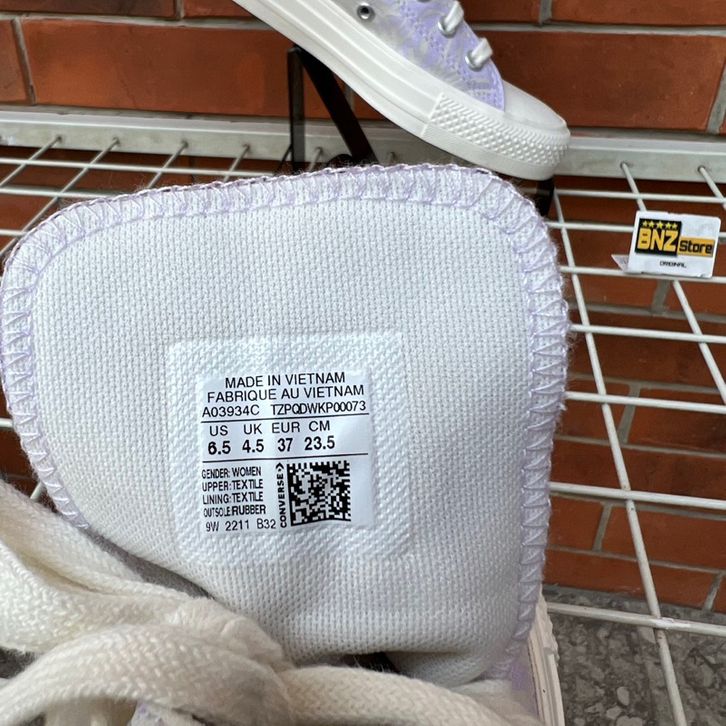 BNZ Store
ORIGINAL
MADE IN VIETNAM
FABRIQUE AU VIETNAM
A03934C TZPQDWKP00073
US UK EUR CM
6.5 4.5 37 23.5
GENDER: WOMEN
UPPER:TEXTILE
LINING:TEXTILE
OUTSOLE:RUBBER
9W 2211 B32
CONVERSE